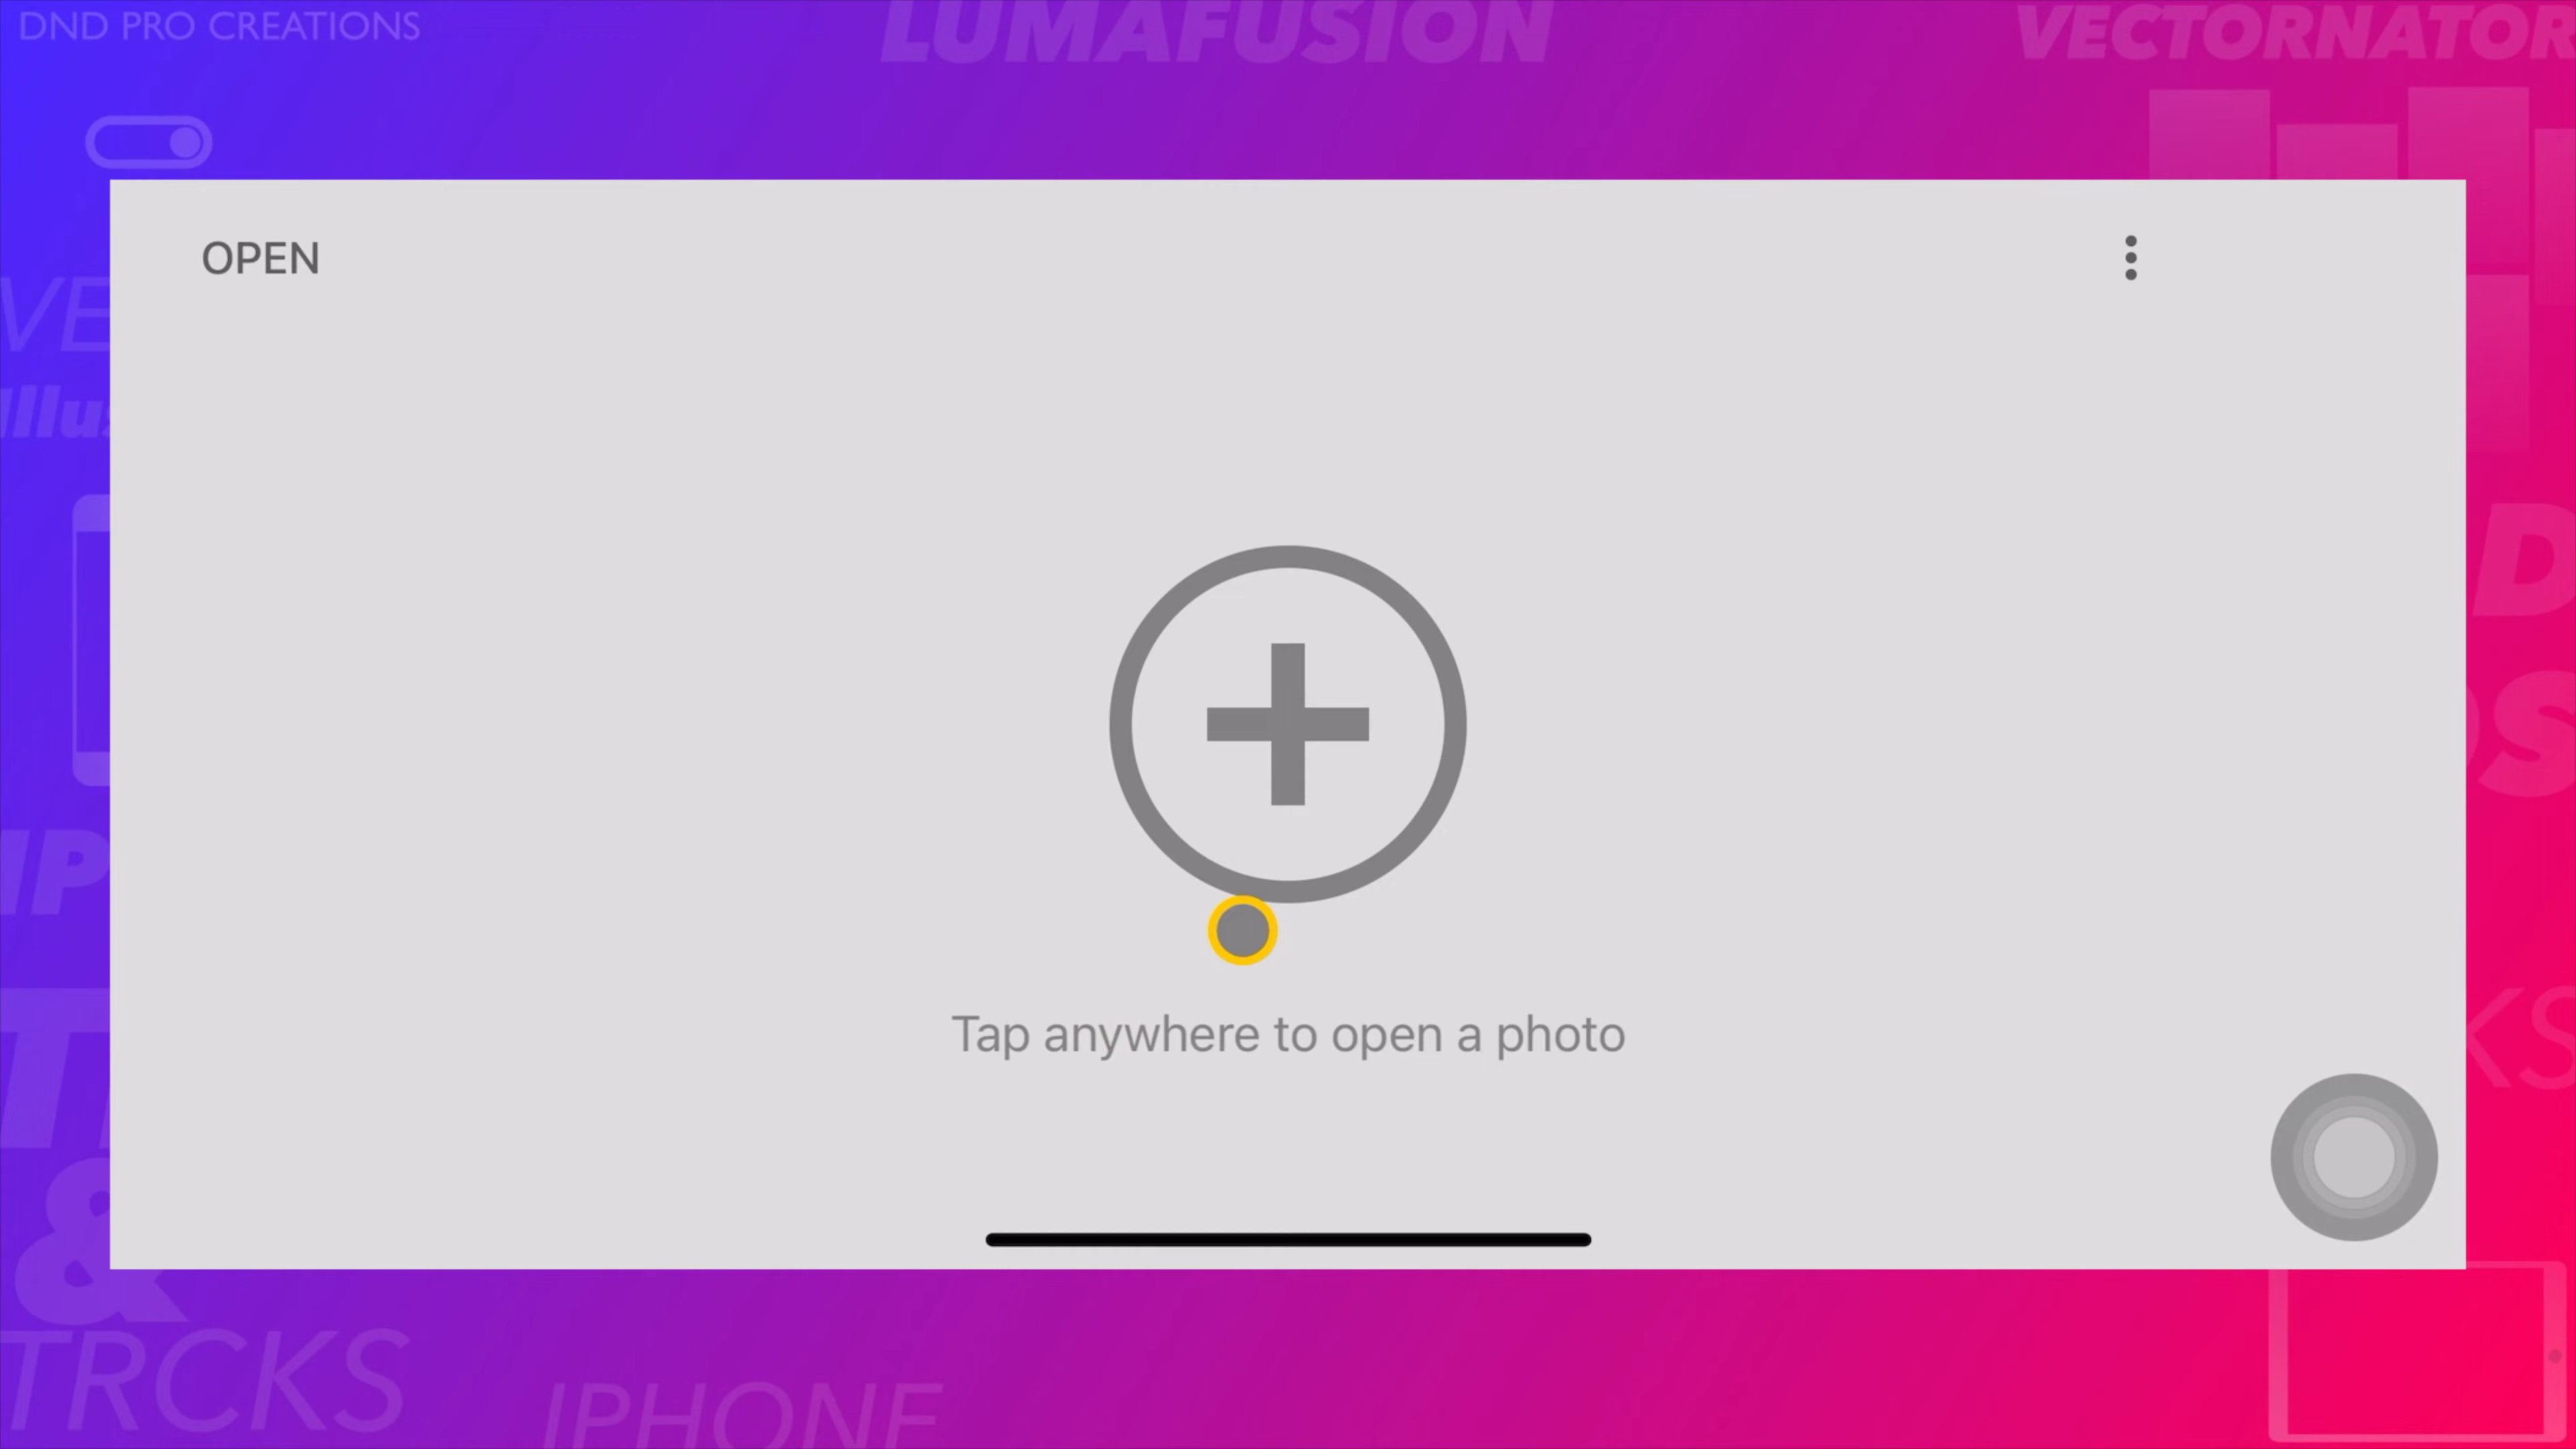 DND PRO CREATIONS
LUMAFUSION
VECTORNATOR
OPEN
Tap anywhere to open a photo
&
TRCKS
IPHONE